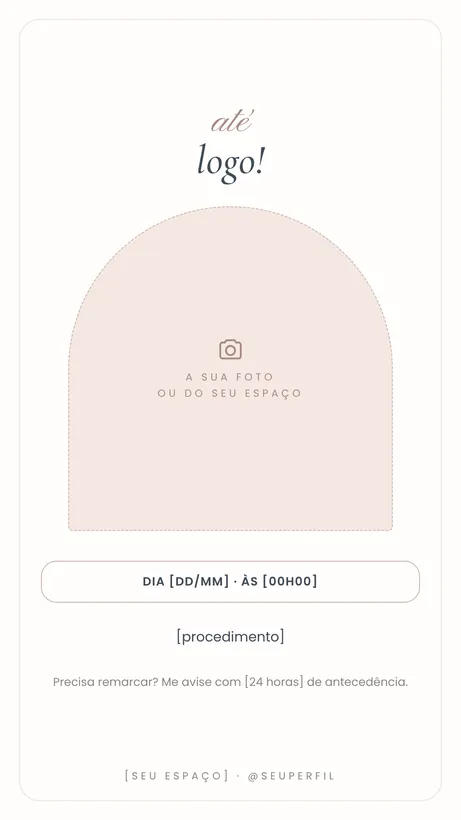 até
logo!
A SUA FOTO
OU DO SEU ESPAÇO
DIA [DD/MM] · ÀS [00H00]
[procedimento]
Precisa remarcar? Me avise com [24 horas] de antecedência.
[SEU ESPAÇO] · @SEUPERFIL